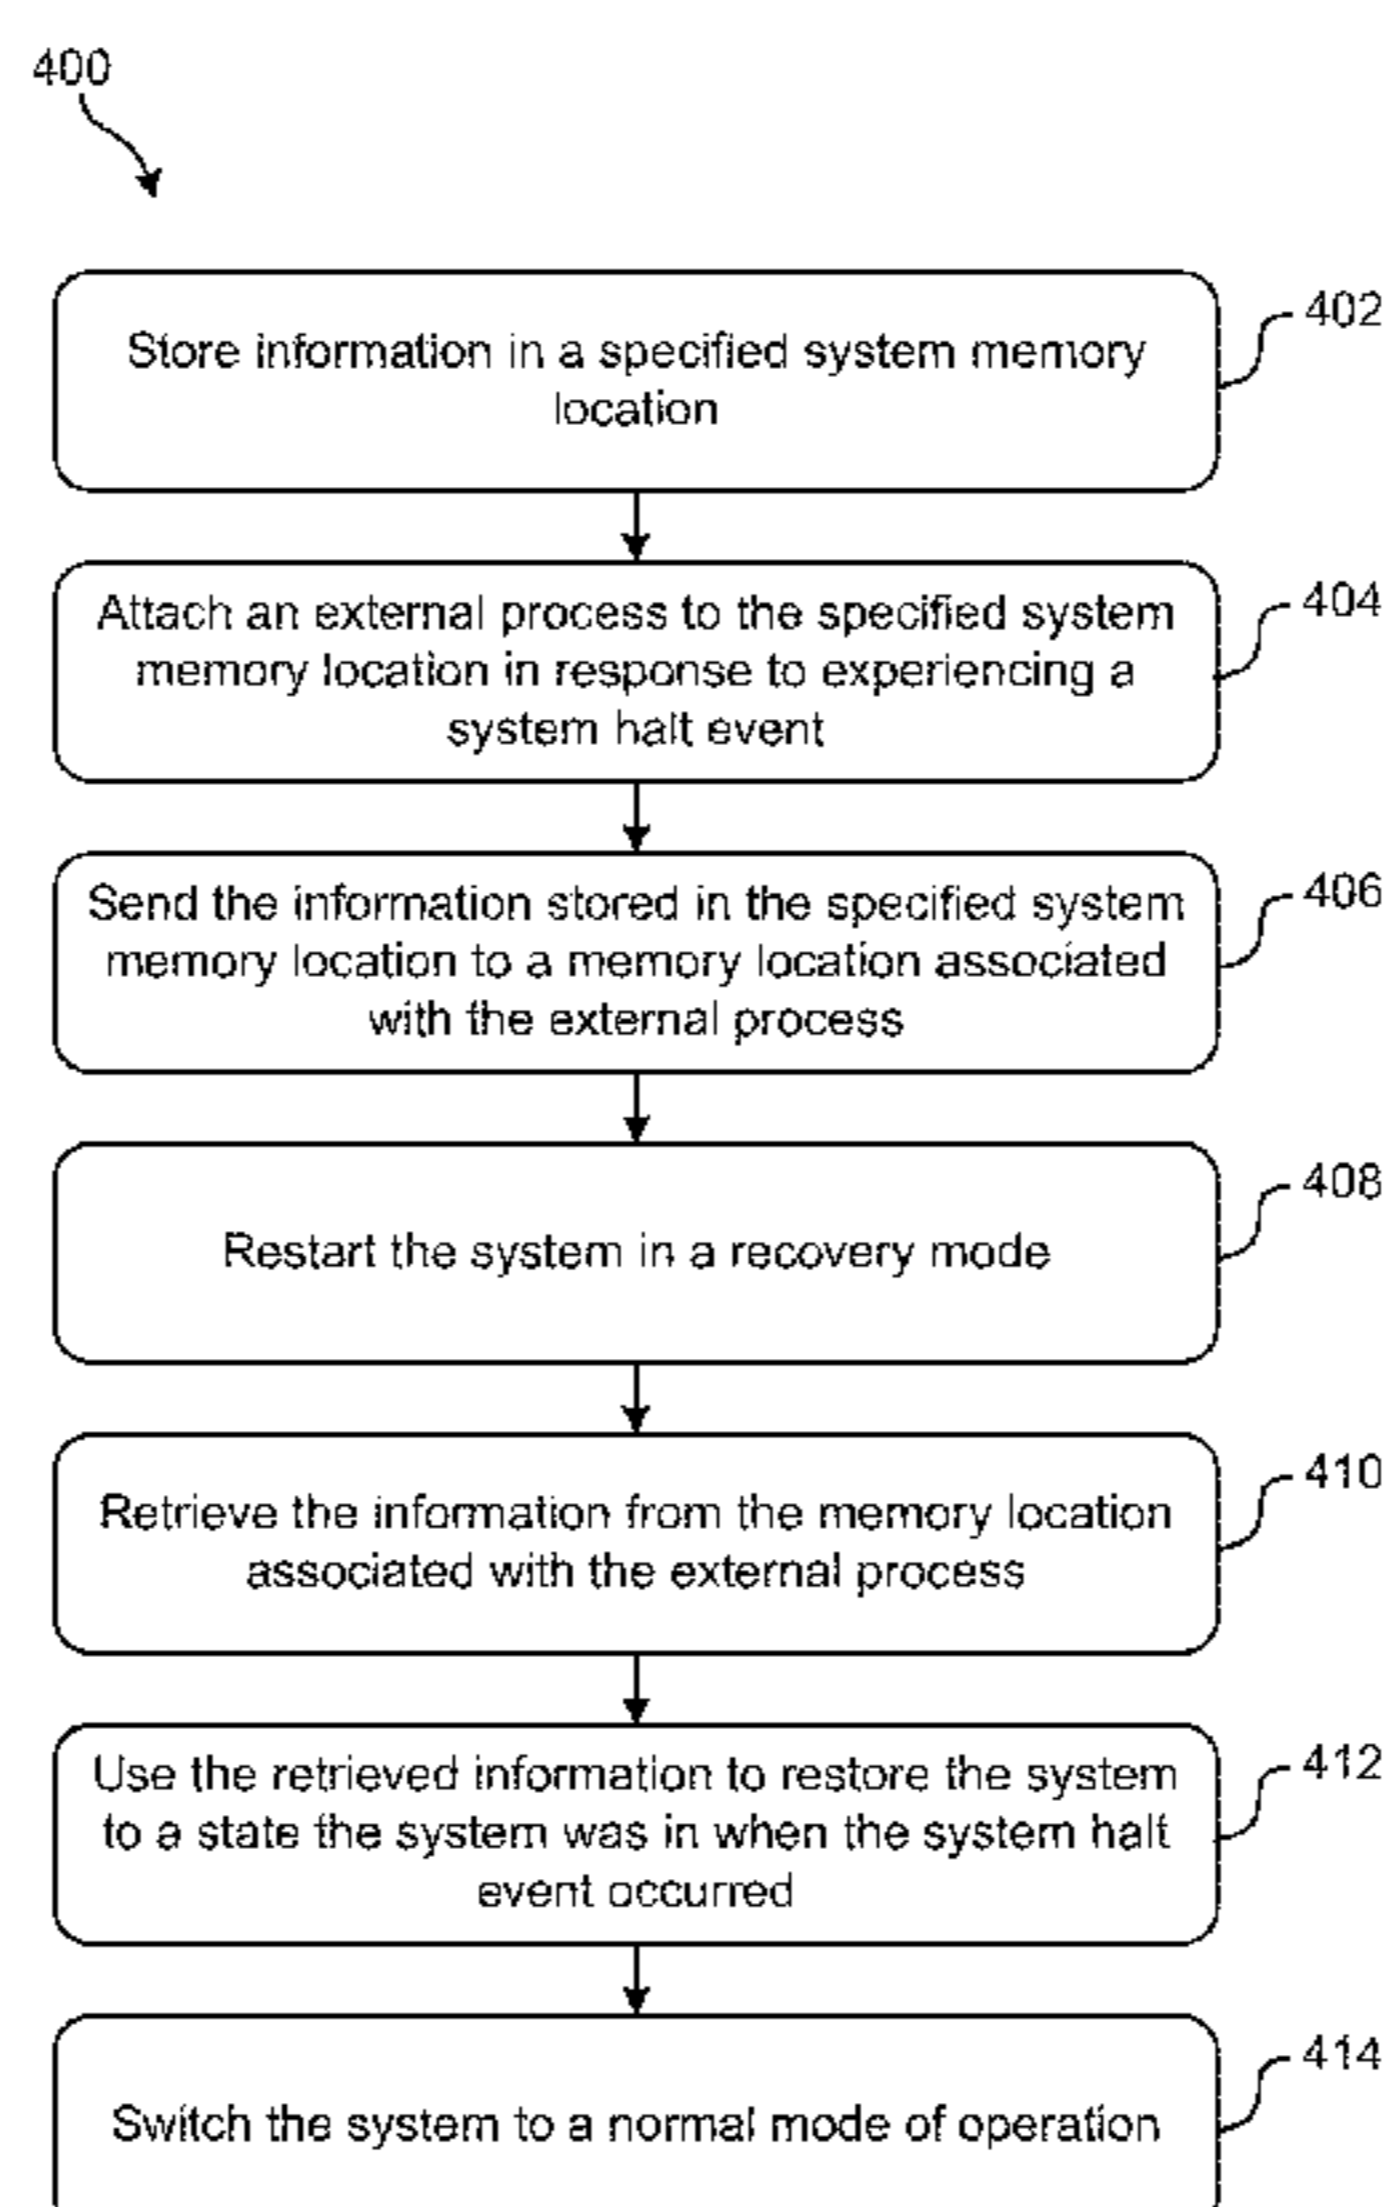 400
402
Store information in a specified system memory
location
404
Attach an external process to the specified system
memory location in response to experiencing a
system halt event
406
Send the information stored in the specified system
memory location to a memory location associated
with the external process
408
Restart the system in a recovery mode
410
Retrieve the information from the memory location
associated with the external process
412
Use the retrieved information to restore the system
to a state the system was in when the system halt
event occurred
414
Switch the system to a normal mode of operation